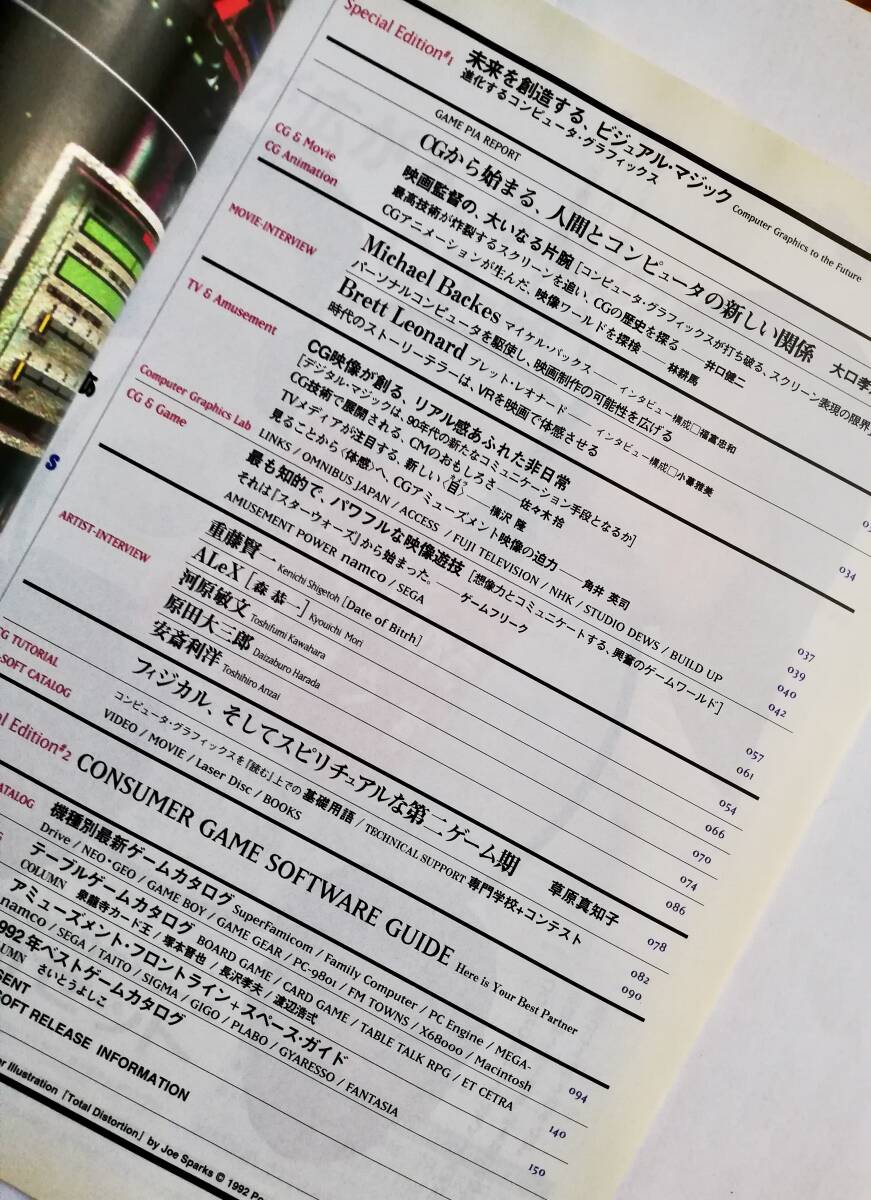 Special Edition#1
未来を創造する、ビジュアル・マジック Computer Graphics to the Future
進化するコンピュータ・グラフィックス
GAME PIA REPORT
CGから始まる、人間とコンピュータの新しい関係 大口孝
CG & Movie
映画監督の、大いなる片腕 [コンピュータ・グラフィックスが打ち破る、スクリーン表現の限界
最高技術が炸裂するスクリーンを追い、CGの歴史を探る 井口健二
CG Animation
CGアニメーションが生んだ、映像ワールドを探検 林 耕馬
034
MOVIE-INTERVIEW
Michael Backes マイケル・バックス インタビュー構成□福冨忠和
パーソナルコンピュータを駆使し、映画制作の可能性を広げる
Brett Leonard ブレット・レオナード インタビュー構成□小暮雅美
時代のストーリーテラーは、VRを映画で体感させる
TV & Amusement
CG映像が創る、リアル感あふれた非日常
[デジタル・マジックは、90年代の新たなコミュニケーション手段となるか]
CG技術で展開される、CMのおもしろさ 佐々木 拾
037
TVメディアが注目する、新しい〈目〉 横沢 隆
039
見ることから〈体感〉へ、CGアミューズメント映像の迫力 角井 英司
040
Computer Graphics Lab
LINKS / OMNIBUS JAPAN / ACCESS / FUJI TELEVISION / NHK / STUDIO DEWS / BUILD UP
042
CG & Game
最も知的で、パワフルな映像遊技 [想像力とコミュニケートする、興奮のゲームワールド]
それは『スターウォーズ』から始まった。 ゲームフリーク
057
AMUSEMENT POWER namco / SEGA
061
ARTIST-INTERVIEW
重藤賢一 Kenichi Shigetoh [Date of Bitrh]
054
ALeX [森 恭一] Kyouichi Mori
066
河原敏文 Toshifumi Kawahara
070
原田大三郎 Daizaburo Harada
074
安斎利洋 Toshihiro Anzai
086
フィジカル、そしてスピリチュアルな第二ゲーム期 草原真知子
078
CG TUTORIAL
コンピュータ・グラフィックスを『読む』上での基礎用語 / TECHNICAL SUPPORT 専門学校+コンテスト
082
-SOFT CATALOG
VIDEO / MOVIE / Laser Disc / BOOKS
090
al Edition#2
CONSUMER GAME SOFTWARE GUIDE Here is Your Best Partner
ATALOG
機種別最新ゲームカタログ SuperFamicom / Family Computer / PC Engine / MEGA-
Drive / NEO・GEO / GAME BOY / GAME GEAR / PC-9801 / FM TOWNS / X68000 / Macintosh
094
テーブルゲームカタログ BOARD GAME / CARD GAME / TABLE TALK RPG / ET CETRA
140
COLUMN 泉龍寺カード王 / 塚本晋也 / 長沢孝夫 / 渡辺浩弐
アミューズメント・フロントライン+スペース・ガイド
namco / SEGA / TAITO / SIGMA / GIGO / PLABO / GYARESSO / FANTASIA
150
992年ベストゲームカタログ
UMN さいとうよしこ
SENT
SOFT RELEASE INFORMATION
er Illustration 「Total Distortion」 by Joe Sparks © 1992 Po
S